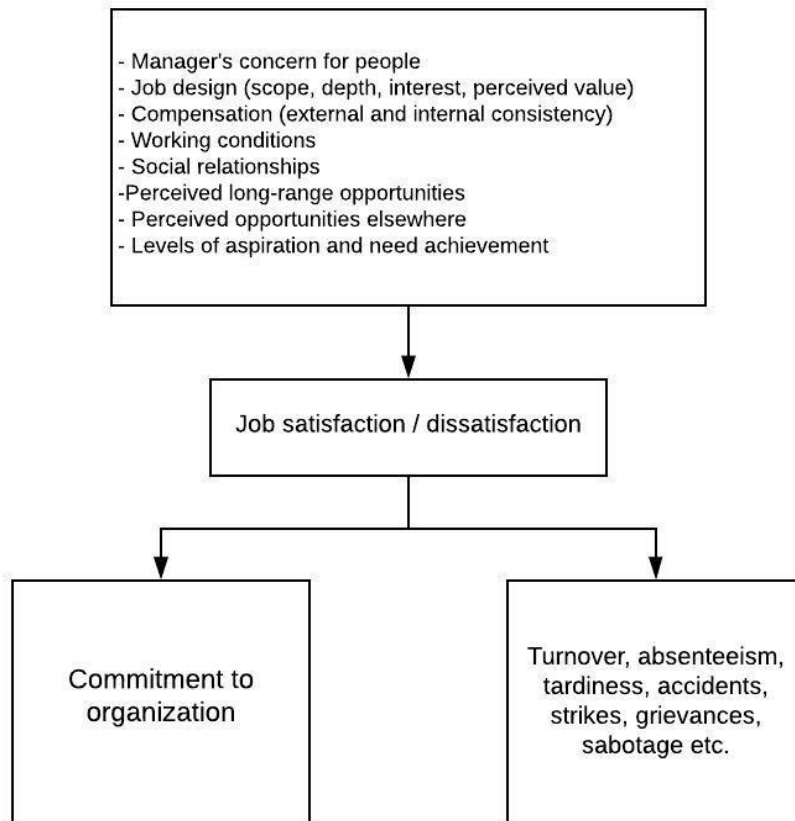 - Manager's concern for people
- Job design (scope, depth, interest, perceived value)
- Compensation (external and internal consistency)
- Working conditions
- Social relationships
-Perceived long-range opportunities
- Perceived opportunities elsewhere
- Levels of aspiration and need achievement
Job satisfaction / dissatisfaction
Commitment to
organization
Turnover, absenteeism,
tardiness, accidents,
strikes, grievances,
sabotage etc.